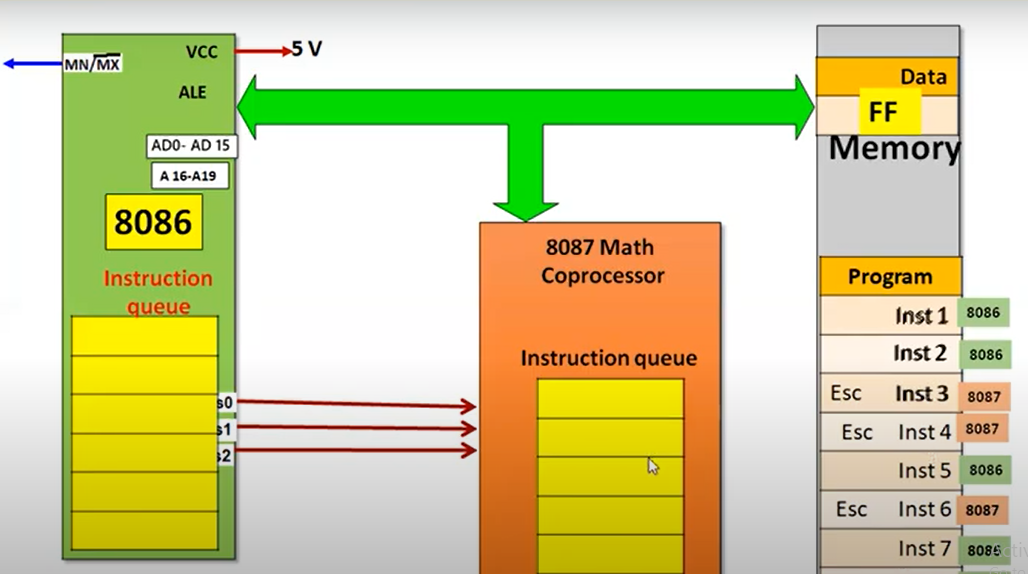 MN/MX
VCC
5 V
ALE
AD0- AD 15
A 16-A19
8086
Instruction
queue
s0
s1
s2
8087 Math
Coprocessor
Instruction queue
Data
FF
Memory
Program
Inst 1 8086
Inst 2 8086
Esc Inst 3 8087
Esc Inst 4 8087
Inst 5 8086
Esc Inst 6 8087
Inst 7 8086